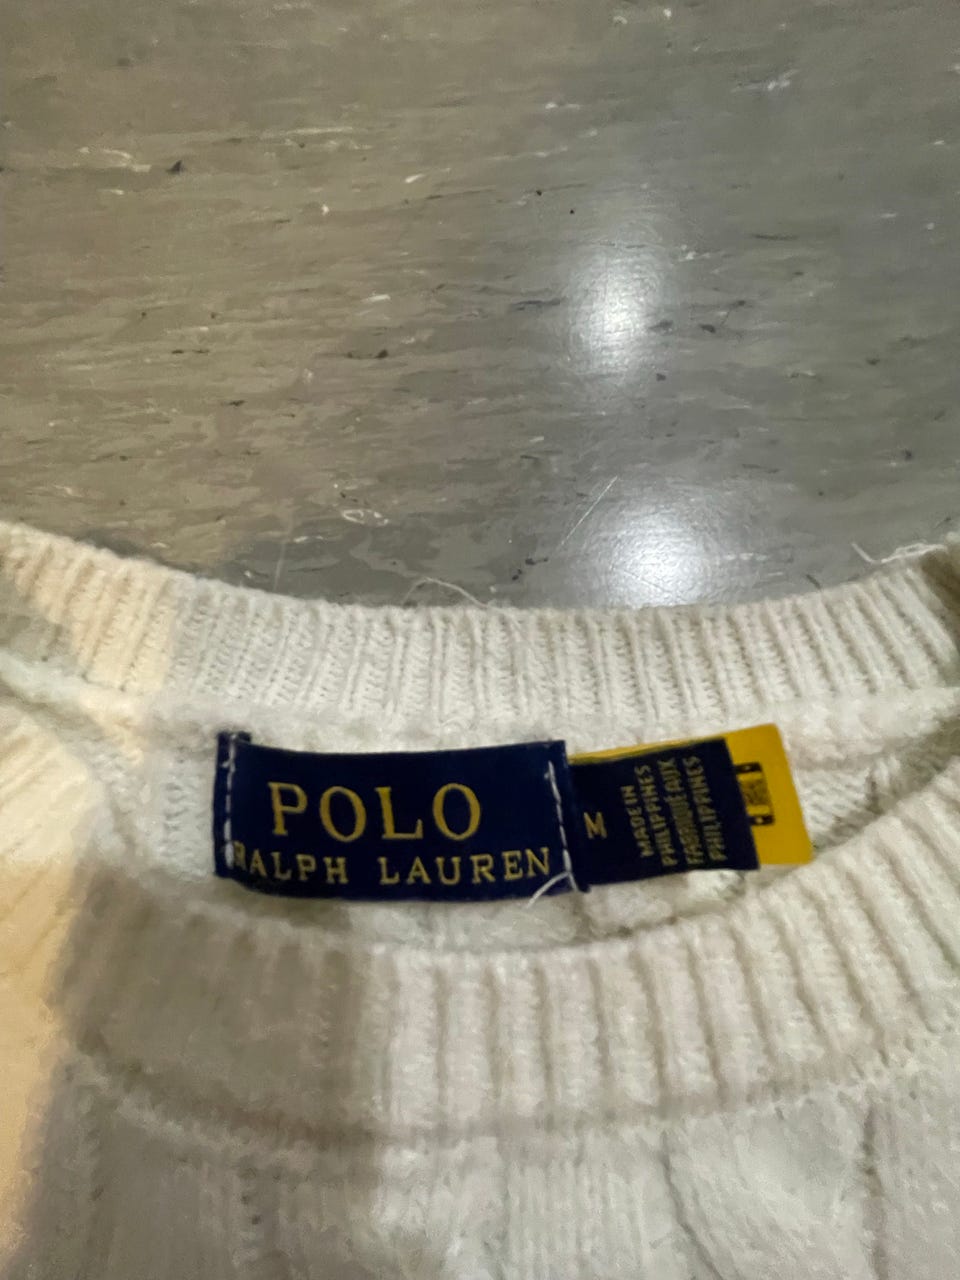 POLO
RALPH LAUREN
M
MADE IN
PHILIPPINES
FABRIQUÉ AUX
PHILIPPINES